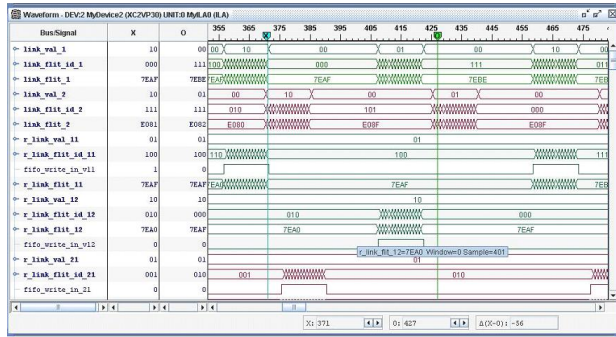 Waveform - DEV:2 MyDevice2 (XC2VP30) UNIT:0 MyILA0 (ILA)
Bus/Signal X O 355 365 375 385 395 405 415 425 435 445 455 465 475
link_val_1 10 00 00 10 00 01 00 10 00
link_flit_id_1 000 111 100 000 111 011
link_flit_1 7EAF 7EBE 7EAF 7EAF 7EBE 7EB
link_val_2 10 01 00 10 00 01 00
link_flit_id_2 111 111 010 101 000
link_flit_2 E081 E082 E080 E08F E08F
r_link_val_11 01 01 01
r_link_flit_id_11 100 100 110 100 111
fifo_write_in_v11 1 0
r_link_flit_11 7EAF 7EAF 7EA0 7EAF 7EB
r_link_val_12 10 10 10
r_link_flit_id_12 010 000 010 000
r_link_flit_12 7EA0 7EAF 7EA0 7EAF
fifo_write_in_v12 0 0
r_link_flit_12=7EA0 Window=0 Sample=401
r_link_val_21 01 01 01
r_link_flit_id_21 001 010 001 010
fifo_write_in_21 0 0
X: 371 O: 427 Δ(X-O): -56